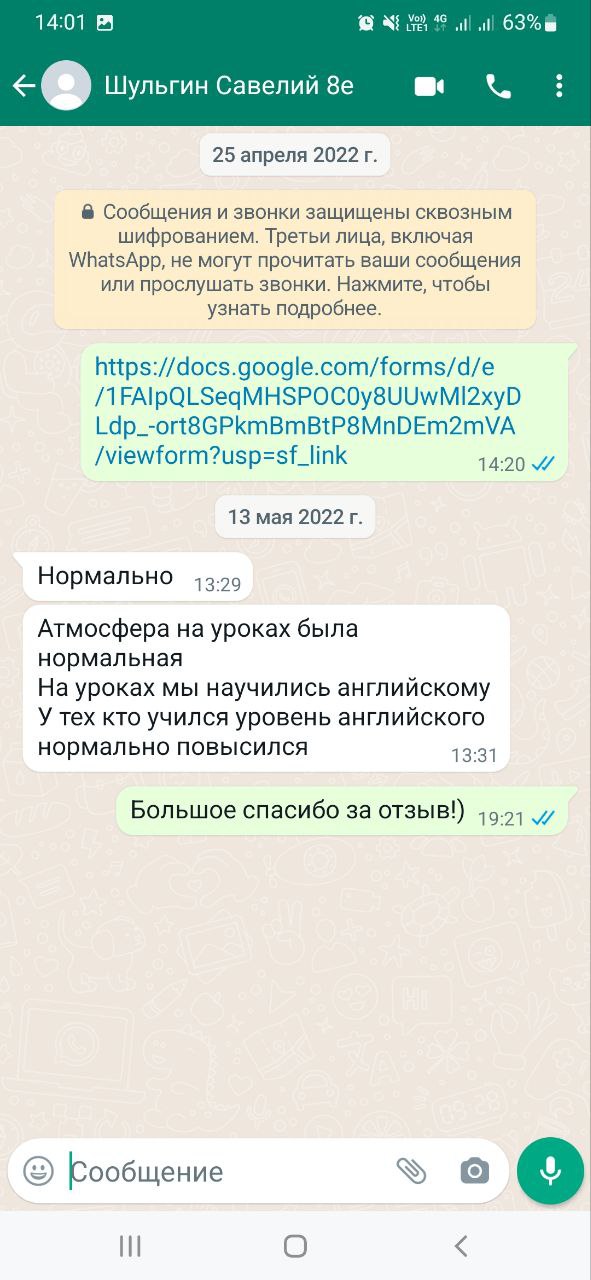 14:01 Vo)) LTE1 4G 63%
Шульгин Савелий 8е
25 апреля 2022 г.
Сообщения и звонки защищены сквозным
шифрованием. Третьи лица, включая
WhatsApp, не могут прочитать ваши сообщения
или прослушать звонки. Нажмите, чтобы
узнать подробнее.
https://docs.google.com/forms/d/e
/1FAIpQLSeqMHSPOC0y8UUwMl2xyD
Ldp_-ort8GPkmBmBtP8MnDEm2mVA
/viewform?usp=sf_link
14:20
13 мая 2022 г.
Нормально 13:29
Атмосфера на уроках была
нормальная
На уроках мы научились английскому
У тех кто учился уровень английского
нормально повысился
13:31
Большое спасибо за отзыв!) 19:21
Hi
Сообщение